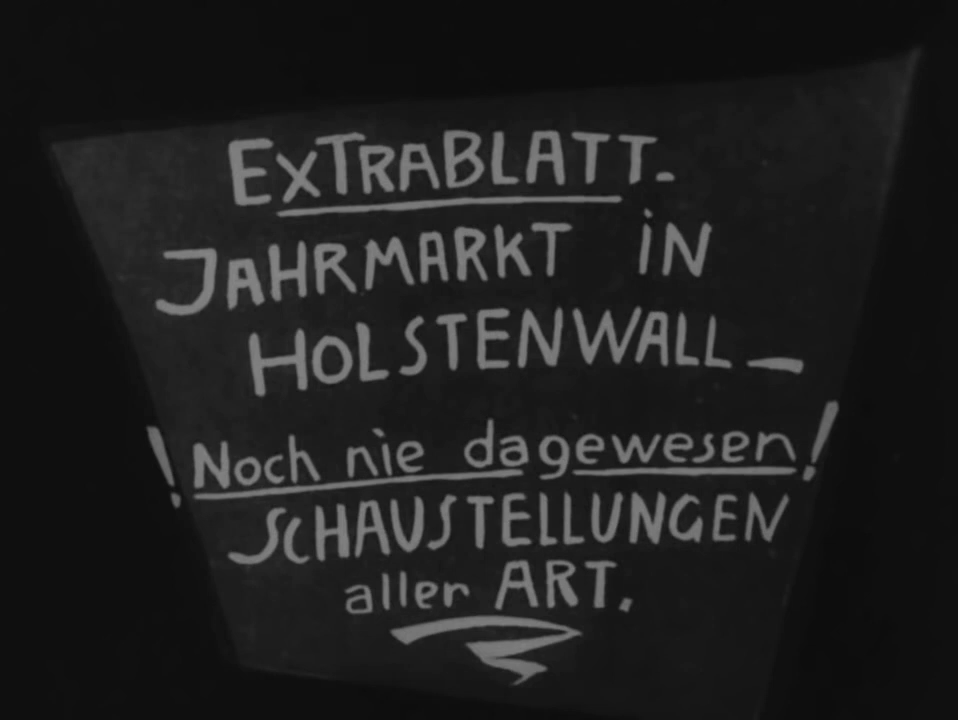 EXTRABLATT.
JAHRMARKT IN
HOLSTENWALL –
! Noch nie dagewesen !
SCHAUSTELLUNGEN
aller ART.